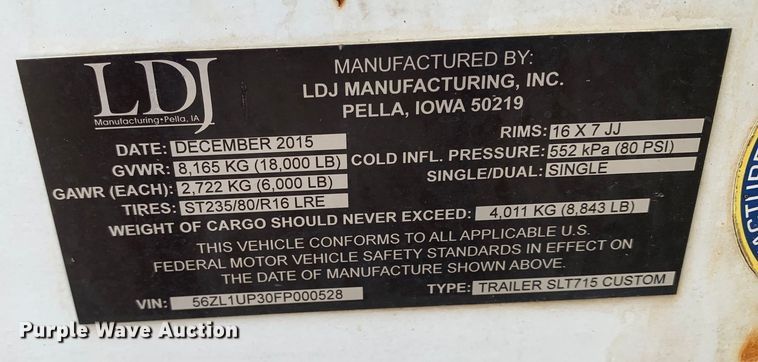 LDJ
Manufacturing•Pella, IA
MANUFACTURED BY:
LDJ MANUFACTURING, INC.
PELLA, IOWA 50219
DATE: DECEMBER 2015
RIMS: 16 X 7 JJ
GVWR: 8,165 KG (18,000 LB)
COLD INFL. PRESSURE: 552 kPa (80 PSI)
GAWR (EACH): 2,722 KG (6,000 LB)
SINGLE/DUAL: SINGLE
TIRES: ST235/80/R16 LRE
WEIGHT OF CARGO SHOULD NEVER EXCEED: 4,011 KG (8,843 LB)
THIS VEHICLE CONFORMS TO ALL APPLICABLE U.S.
FEDERAL MOTOR VEHICLE SAFETY STANDARDS IN EFFECT ON
THE DATE OF MANUFACTURE SHOWN ABOVE.
VIN: 56ZL1UP30FP000528
TYPE: TRAILER SLT715 CUSTOM
Purple Wave Auction